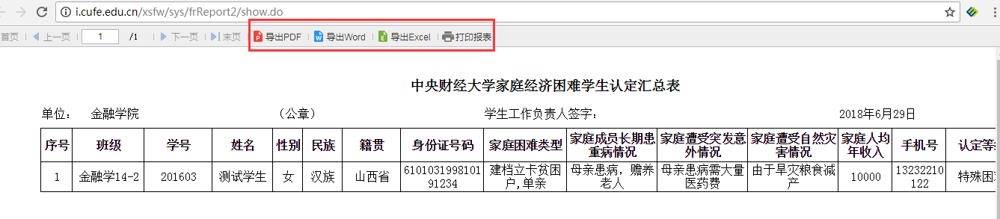 i.cufe.edu.cn/xsfw/sys/frReport2/show.do
首页 上一页 1 /1 下一页 末页 导出PDF 导出Word 导出Excel 打印报表
中央财经大学家庭经济困难学生认定汇总表
单位： 金融学院 （公章） 学生工作负责人签字： 2018年6月29日
序号 班级 学号 姓名 性别 民族 籍贯 身份证号码 家庭困难类型 家庭成员长期患重病情况 家庭遭受突发意外情况 家庭遭受自然灾害情况 家庭人均年收入 手机号 认定等
1 金融学14-2 201603 测试学生 女 汉族 山西省 610103199810191234 建档立卡贫困户,单亲 母亲患病，赡养老人 母亲患病需大量医药费 由于旱灾粮食减产 10000 13232210122 特殊困